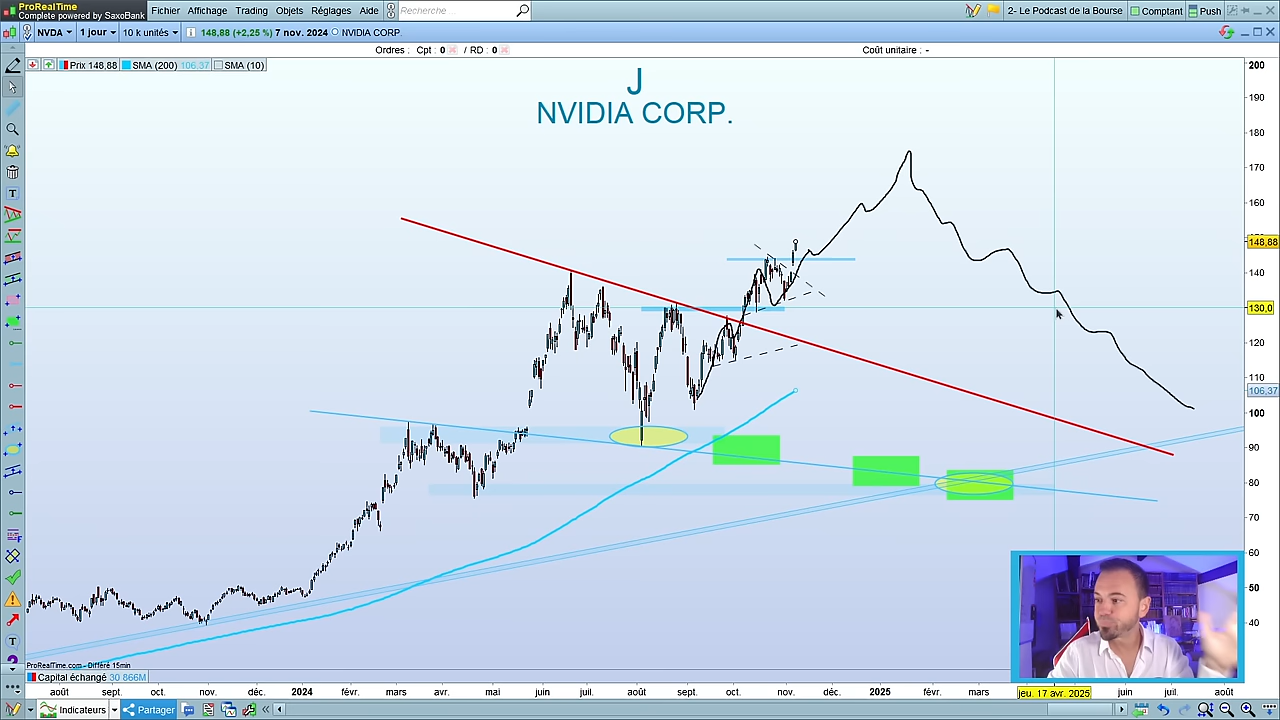 ProRealTime
Complete powered by SaxoBank
Fichier Affichage Trading Objets Réglages Aide
Recherche...
2- Le Podcast de la Bourse Comptant Push
NVDA 1 jour 10 k unités 148,88 (+2,25 %) 7 nov. 2024 NVIDIA CORP.
Ordres : Cpt : 0 / RD : 0 Coût unitaire : -
Prix 148,88 SMA (200) 106,37 SMA (10)
J
NVIDIA CORP.
200
190
180
170
160
148,88
140
130,0
120
110
106,37
100
90
80
70
60
50
40
ProRealTime.com - Différé 15min
Capital échangé 30 866M
août sept. oct. nov. déc. 2024 févr. mars avr. mai juin juil. août sept. oct. nov. déc. 2025 févr. mars jeu. 17 avr. 2025 juin juil. août
Indicateurs Partager